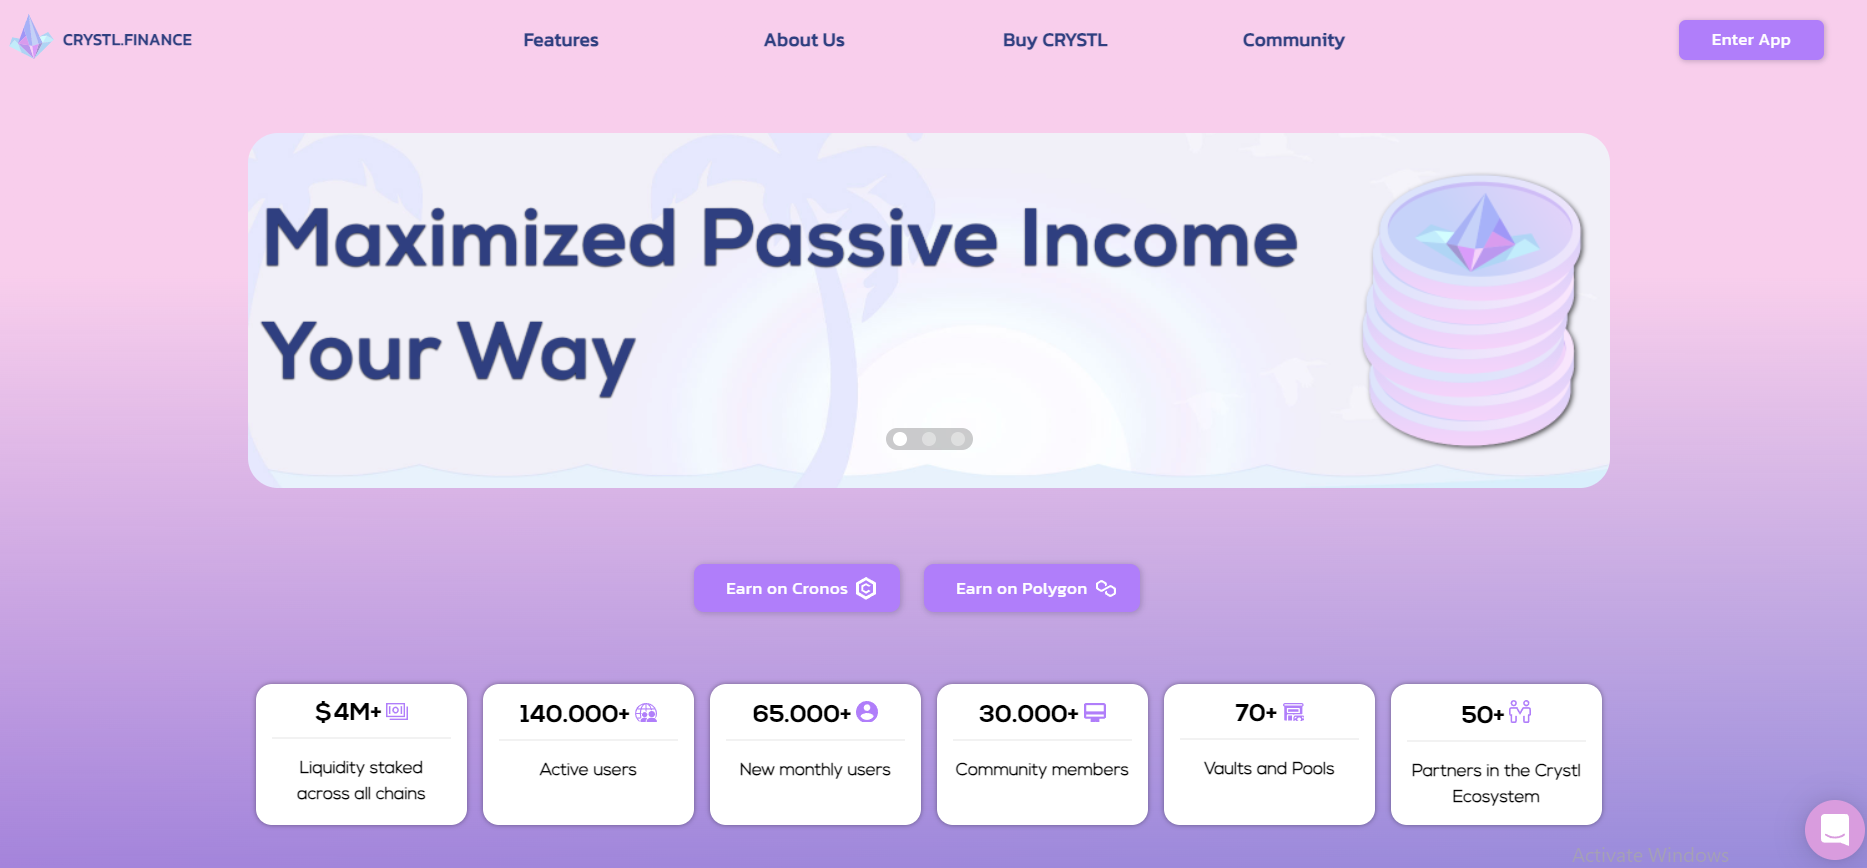 CRYSTL.FINANCE
Features
About Us
Buy CRYSTL
Community
Enter App
Maximized Passive Income
Your Way
Earn on Cronos
Earn on Polygon
$4M+
Liquidity staked
across all chains
140.000+
Active users
65.000+
New monthly users
30.000+
Community members
70+
Vaults and Pools
50+
Partners in the Crystl
Ecosystem
Activate Windows